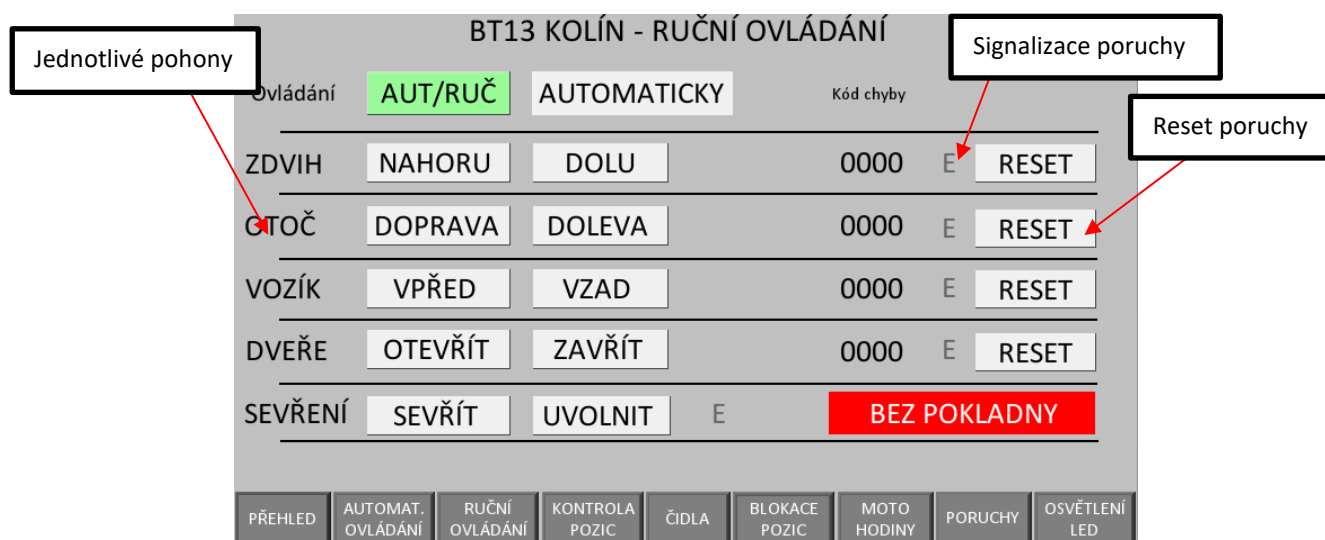 BT13 KOLÍN - RUČNÍ OVLÁDÁNÍ
Jednotlivé pohony
Signalizace poruchy
Reset poruchy
Ovládání AUT/RUČ AUTOMATICKY Kód chyby
ZDVIH NAHORU DOLU 0000 E RESET
OTOČ DOPRAVA DOLEVA 0000 E RESET
VOZÍK VPŘED VZAD 0000 E RESET
DVEŘE OTEVŘÍT ZAVŘÍT 0000 E RESET
SEVŘENÍ SEVŘÍT UVOLNIT E BEZ POKLADNY
PŘEHLED
AUTOMAT.
OVLÁDÁNÍ
RUČNÍ
OVLÁDÁNÍ
KONTROLA
POZIC
ČIDLA
BLOKACE
POZIC
MOTO
HODINY
PORUCHY
OSVĚTLENÍ
LED